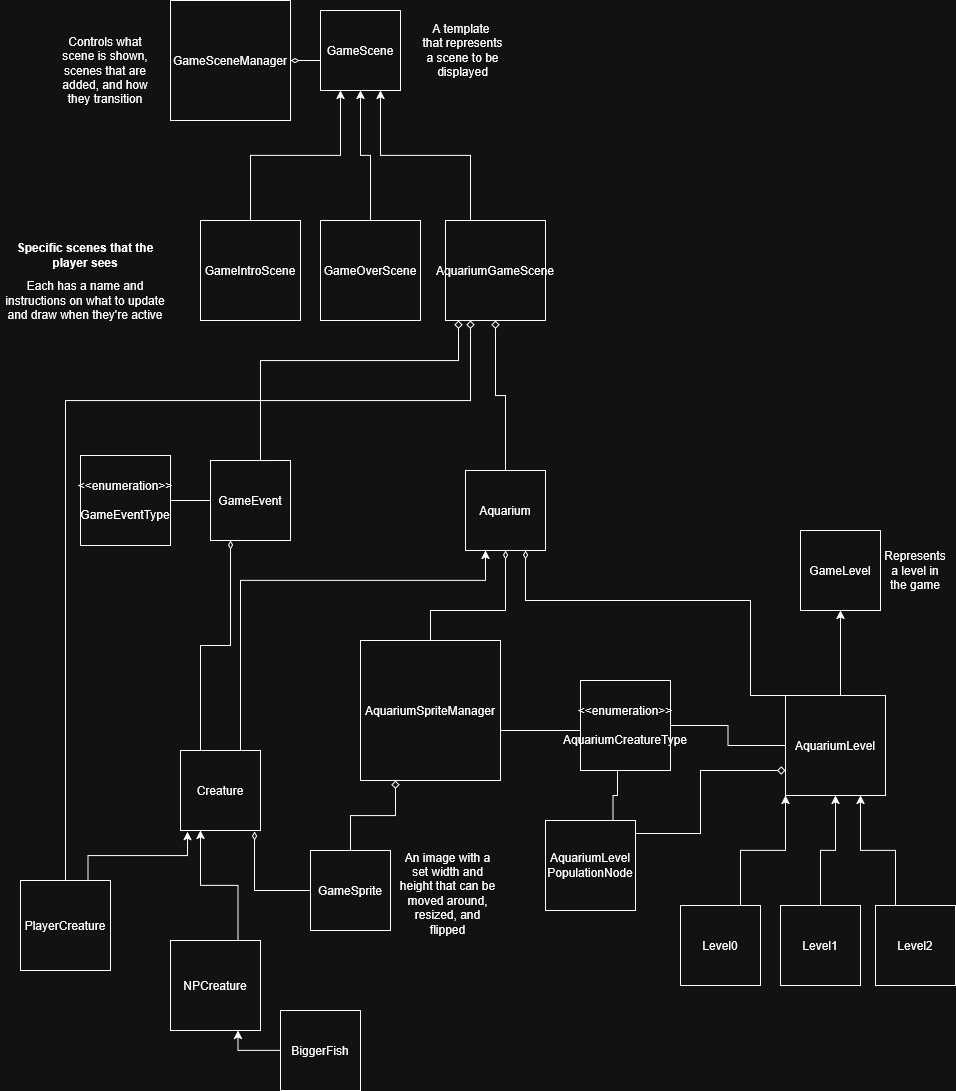 Controls what
scene is shown,
scenes that are
added, and how
they transition
GameSceneManager
GameScene
A template
that represents
a scene to be
displayed
Specific scenes that the
player sees
Each has a name and
instructions on what to update
and draw when they're active
GameIntroScene
GameOverScene
AquariumGameScene
<<enumeration>>
GameEventType
GameEvent
Aquarium
GameLevel
Represents
a level in
the game
AquariumSpriteManager
<<enumeration>>
AquariumCreatureType
AquariumLevel
Creature
GameSprite
An image with a
set width and
height that can be
moved around,
resized, and
flipped
AquariumLevel
PopulationNode
PlayerCreature
Level0
Level1
Level2
NPCreature
BiggerFish